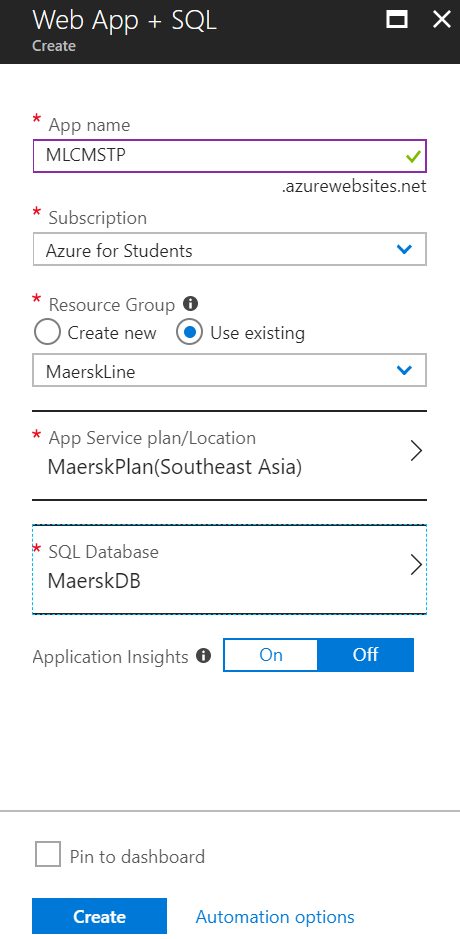 Web App + SQL
Create
* App name
MLCMSTP
.azurewebsites.net
* Subscription
Azure for Students
* Resource Group
Create new Use existing
MaerskLine
* App Service plan/Location
MaerskPlan(Southeast Asia)
* SQL Database
MaerskDB
Application Insights On Off
Pin to dashboard
Create Automation options